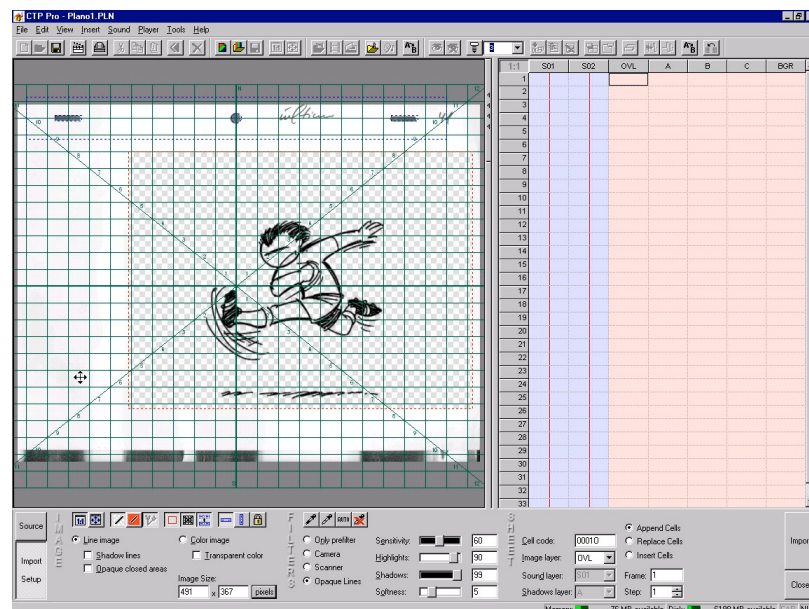 CTP Pro - Plano1.PLN
File Edit View Insert Sound Player Tools Help
1:1 S01 S02 OVL A B C BGR
1
2
3
4
5
6
7
8
9
10
11
12
13
14
15
16
17
18
19
20
21
22
23
24
25
26
27
28
29
30
31
32
33
Source
Import
Setup
IMAGE
Line image
Shadow lines
Opaque closed areas
Color image
Transparent color
Image Size:
491 x 367 pixels
FILTERS
AUTO
Only prefilter
Camera
Scanner
Opaque Lines
Sensitivity: 60
Highlights: 90
Shadows: 99
Softness: 5
SHEET
Cell code: 00010
Image layer: OVL
Sound layer: S01
Shadows layer: A
Append Cells
Replace Cells
Insert Cells
Frame: 1
Step: 1
Impor
Close